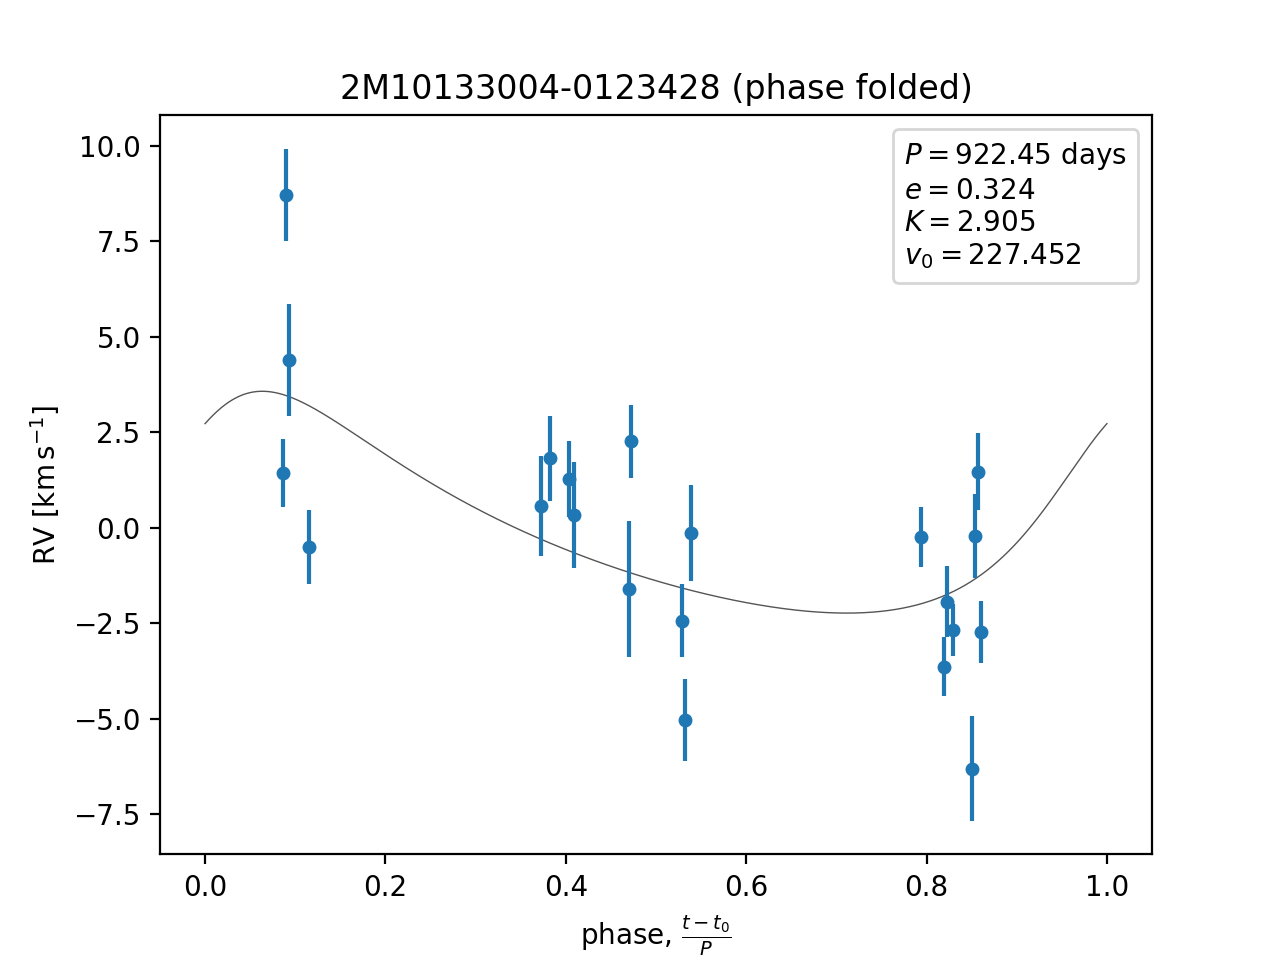 2M10133004-0123428 (phase folded)
P = 922.45 days
e = 0.324
K = 2.905
v₀ = 227.452
10.0
7.5
5.0
2.5
0.0
−2.5
−5.0
−7.5
RV [km s⁻¹]
0.0 0.2 0.4 0.6 0.8 1.0
phase, (t − t₀)/P